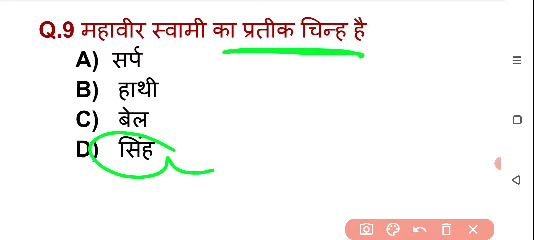 Q.9 महावीर स्वामी का प्रतीक चिन्ह है
A) सर्प
B) हाथी
C) बेल
D) सिंह